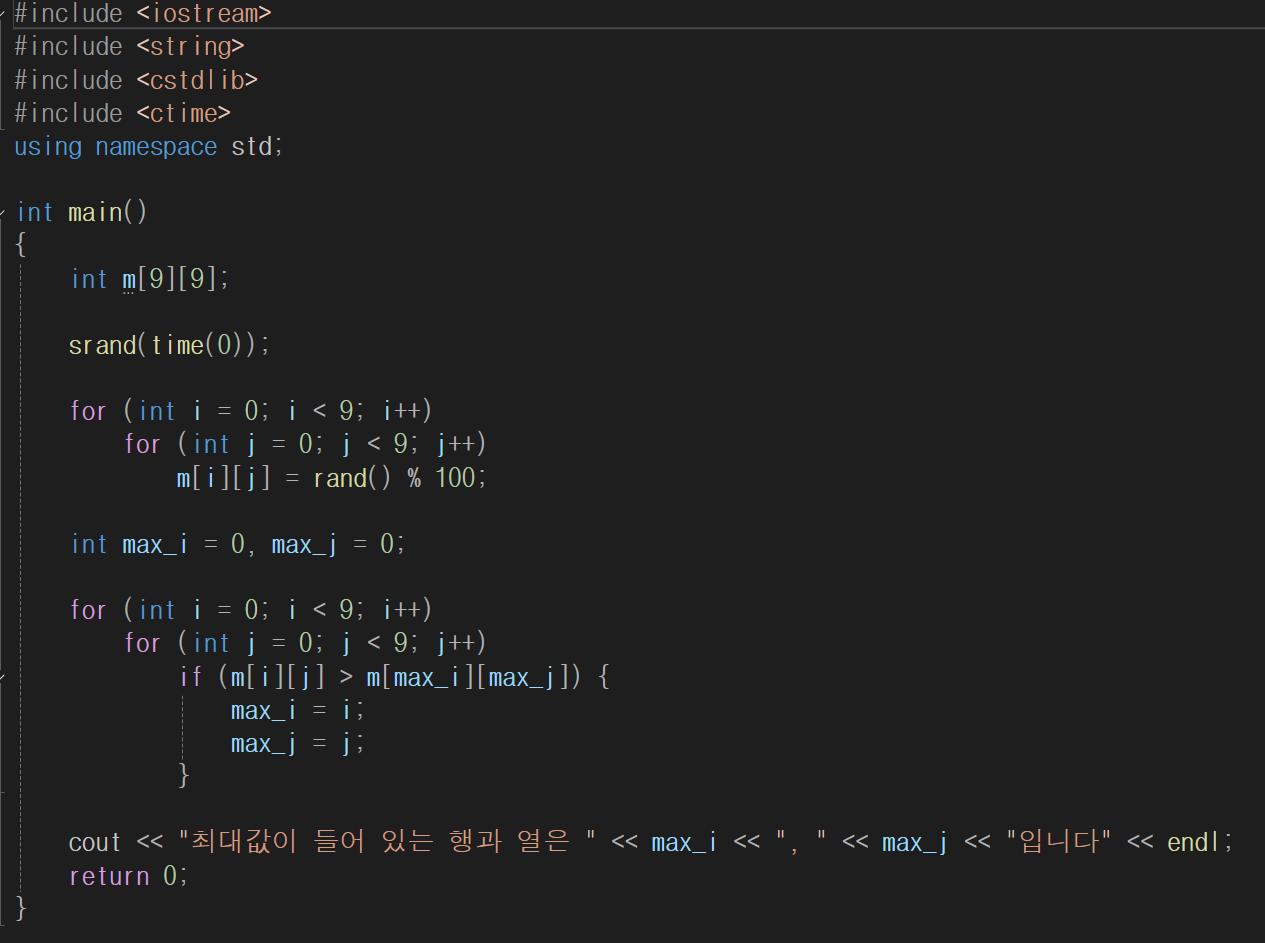 #include <iostream>
#include <string>
#include <cstdlib>
#include <ctime>
using namespace std;
int main()
{
int m[9][9];
srand(time(0));
for (int i = 0; i < 9; i++)
for (int j = 0; j < 9; j++)
m[i][j] = rand() % 100;
int max_i = 0, max_j = 0;
for (int i = 0; i < 9; i++)
for (int j = 0; j < 9; j++)
if (m[i][j] > m[max_i][max_j]) {
max_i = i;
max_j = j;
}
cout << "최대값이 들어 있는 행과 열은 " << max_i << ", " << max_j << "입니다" << endl;
return 0;
}